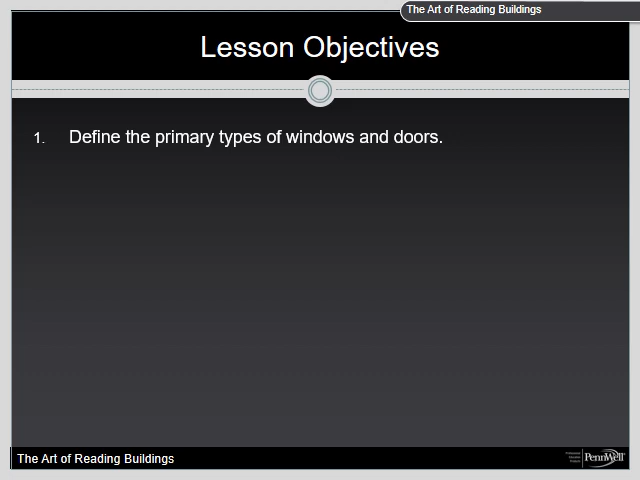 The Art of Reading Buildings
Lesson Objectives
1. Define the primary types of windows and doors.
The Art of Reading Buildings
PennWell